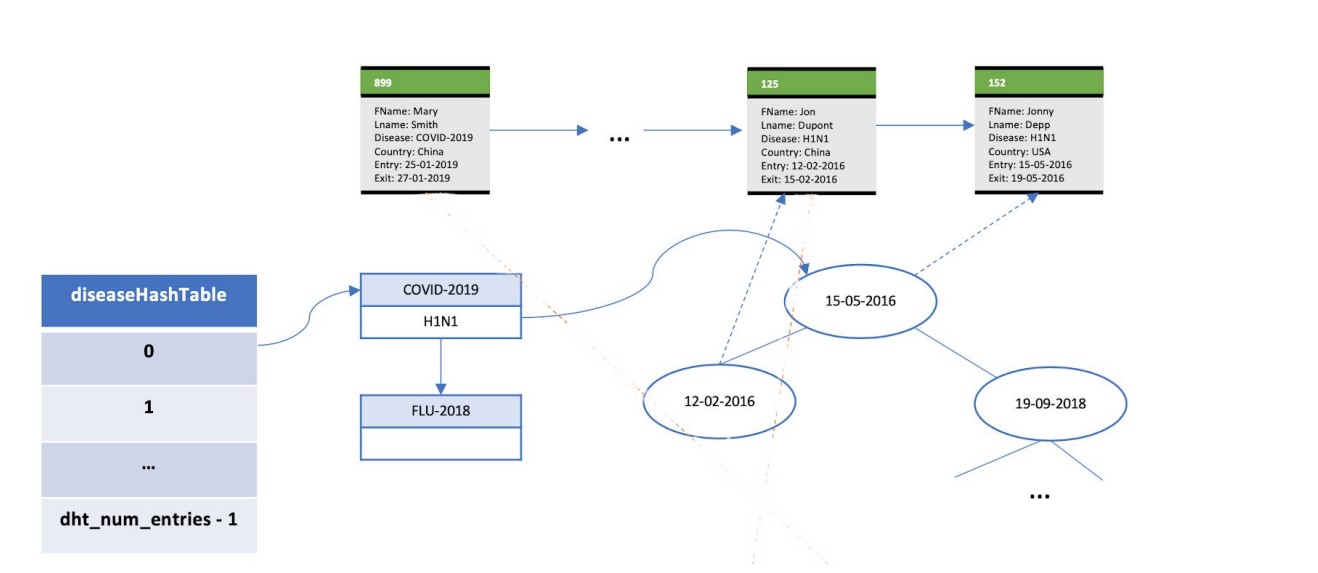 899
FName: Mary
Lname: Smith
Disease: COVID-2019
Country: China
Entry: 25-01-2019
Exit: 27-01-2019
...
125
FName: Jon
Lname: Dupont
Disease: H1N1
Country: China
Entry: 12-02-2016
Exit: 15-02-2016
152
FName: Jonny
Lname: Depp
Disease: H1N1
Country: USA
Entry: 15-05-2016
Exit: 19-05-2016
diseaseHashTable
0
1
...
dht_num_entries - 1
COVID-2019
H1N1
FLU-2018
15-05-2016
12-02-2016
19-09-2018
...